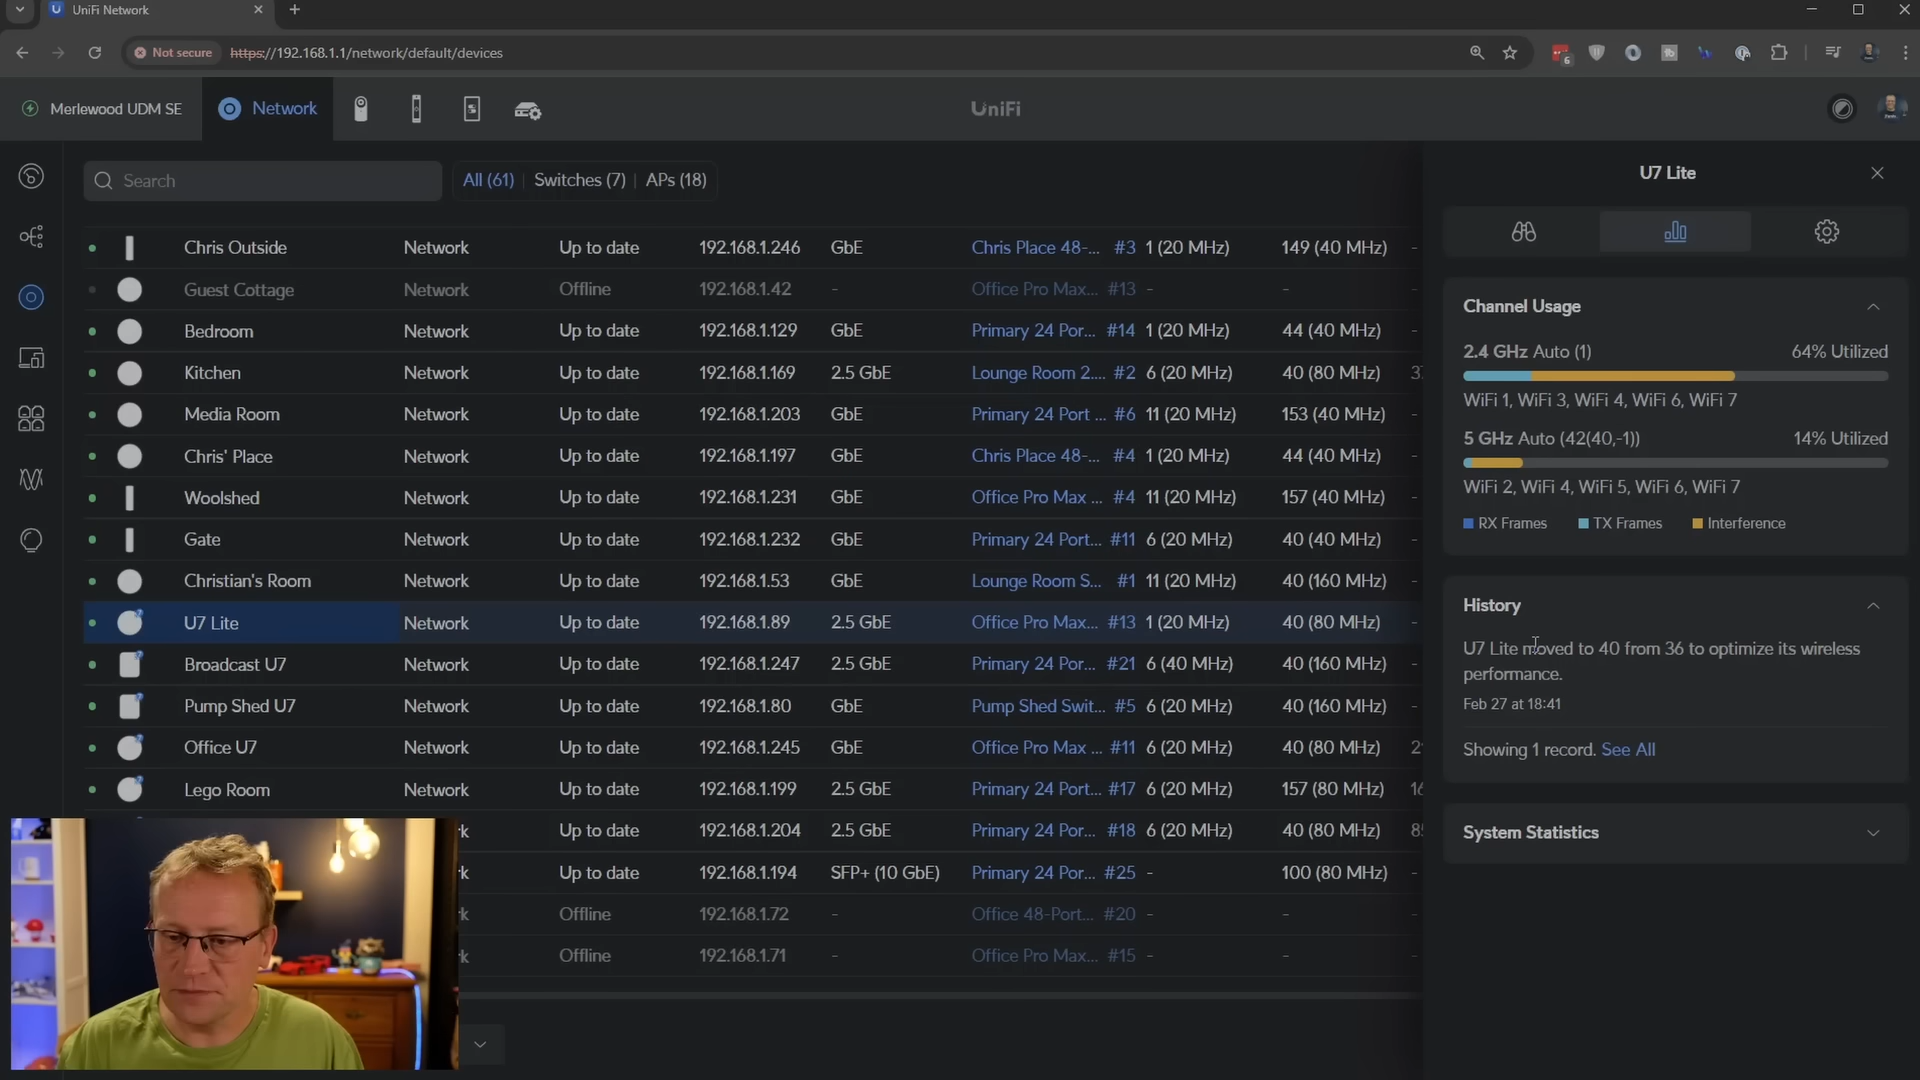 UniFi Network
Not secure https://192.168.1.1/network/default/devices
6
Merlewood UDM SE Network UniFi
Search All (61) Switches (7) APs (18)
Chris Outside Network Up to date 192.168.1.246 GbE Chris Place 48-... #3 1 (20 MHz) 149 (40 MHz) -
Guest Cottage Network Offline 192.168.1.42 - Office Pro Max... #13 - - -
Bedroom Network Up to date 192.168.1.129 GbE Primary 24 Por... #14 1 (20 MHz) 44 (40 MHz) -
Kitchen Network Up to date 192.168.1.169 2.5 GbE Lounge Room 2.... #2 6 (20 MHz) 40 (80 MHz)
Media Room Network Up to date 192.168.1.203 GbE Primary 24 Port ... #6 11 (20 MHz) 153 (40 MHz) -
Chris' Place Network Up to date 192.168.1.197 GbE Chris Place 48-... #4 1 (20 MHz) 44 (40 MHz) -
Woolshed Network Up to date 192.168.1.231 GbE Office Pro Max ... #4 11 (20 MHz) 157 (40 MHz) -
Gate Network Up to date 192.168.1.232 GbE Primary 24 Port... #11 6 (20 MHz) 40 (40 MHz) -
Christian's Room Network Up to date 192.168.1.53 GbE Lounge Room S... #1 11 (20 MHz) 40 (160 MHz) -
U7 Lite Network Up to date 192.168.1.89 2.5 GbE Office Pro Max... #13 1 (20 MHz) 40 (80 MHz) -
Broadcast U7 Network Up to date 192.168.1.247 2.5 GbE Primary 24 Por... #21 6 (40 MHz) 40 (160 MHz) -
Pump Shed U7 Network Up to date 192.168.1.80 GbE Pump Shed Swit... #5 6 (20 MHz) 40 (160 MHz) -
Office U7 Network Up to date 192.168.1.245 GbE Office Pro Max ... #11 6 (20 MHz) 40 (80 MHz)
Lego Room Network Up to date 192.168.1.199 2.5 GbE Primary 24 Port... #17 6 (20 MHz) 157 (80 MHz)
Up to date 192.168.1.204 2.5 GbE Primary 24 Por... #18 6 (20 MHz) 40 (80 MHz)
Up to date 192.168.1.194 SFP+ (10 GbE) Primary 24 Por... #25 - 100 (80 MHz) -
Offline 192.168.1.72 - Office 48-Port... #20 - - -
Offline 192.168.1.71 - Office Pro Max... #15 - - -
U7 Lite
Channel Usage
2.4 GHz Auto (1) 64% Utilized
WiFi 1, WiFi 3, WiFi 4, WiFi 6, WiFi 7
5 GHz Auto (42(40,-1)) 14% Utilized
WiFi 2, WiFi 4, WiFi 5, WiFi 6, WiFi 7
RX Frames TX Frames Interference
History
U7 Lite moved to 40 from 36 to optimize its wireless
performance.
Feb 27 at 18:41
Showing 1 record. See All
System Statistics